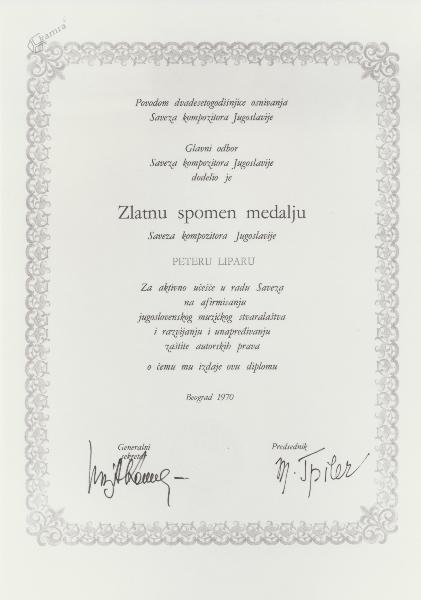 Kamra
Povodom dvadesetogodišnjice osnivanja
Saveza kompozitora Jugoslavije
Glavni odbor
Saveza kompozitora Jugoslavije
dodelio je
Zlatnu spomen medalju
Saveza kompozitora Jugoslavije
PETERU LIPARU
Za aktivno učešće u radu Saveza
na afirmisanju
jugoslovenskog muzičkog stvaralaštva
i razvijanju i unapređivanju
zaštite autorskih prava
o čemu mu izdaje ovu diplomu
Beograd 1970
Generalni
sekretar
Predsednik
M. Špiler